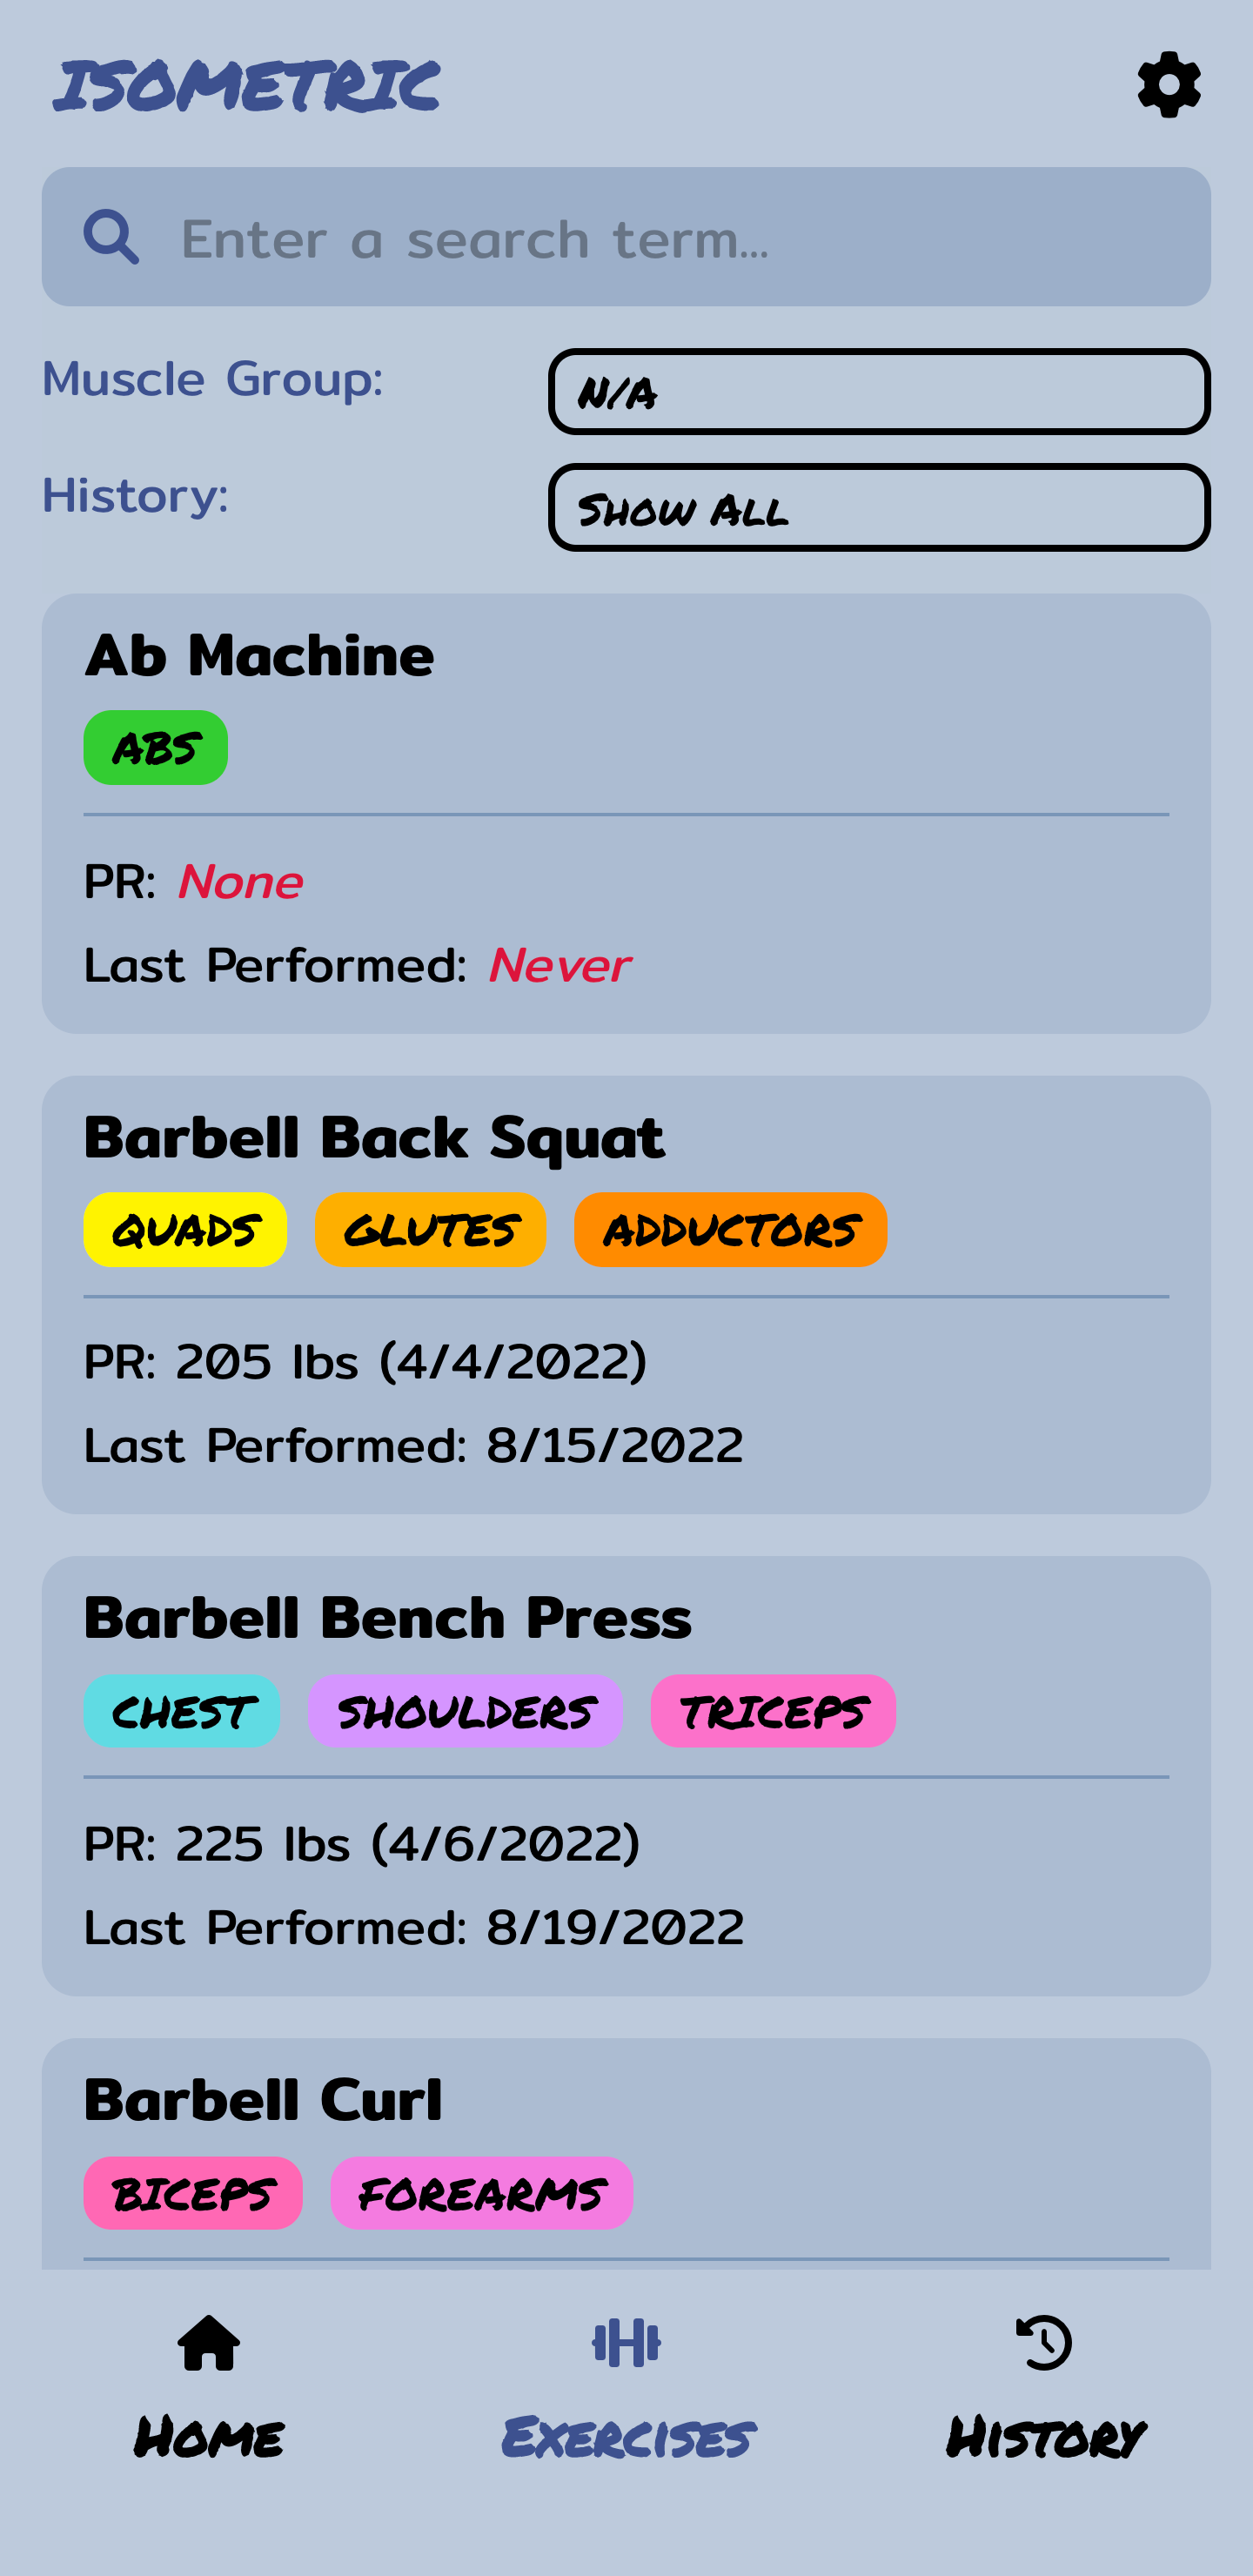 ISOMETRIC
Enter a search term...
Muscle Group: N/A
History: Show All
Ab Machine
ABS
PR: None
Last Performed: Never
Barbell Back Squat
QUADS GLUTES ADDUCTORS
PR: 205 lbs (4/4/2022)
Last Performed: 8/15/2022
Barbell Bench Press
CHEST SHOULDERS TRICEPS
PR: 225 lbs (4/6/2022)
Last Performed: 8/19/2022
Barbell Curl
BICEPS FOREARMS
Home Exercises History